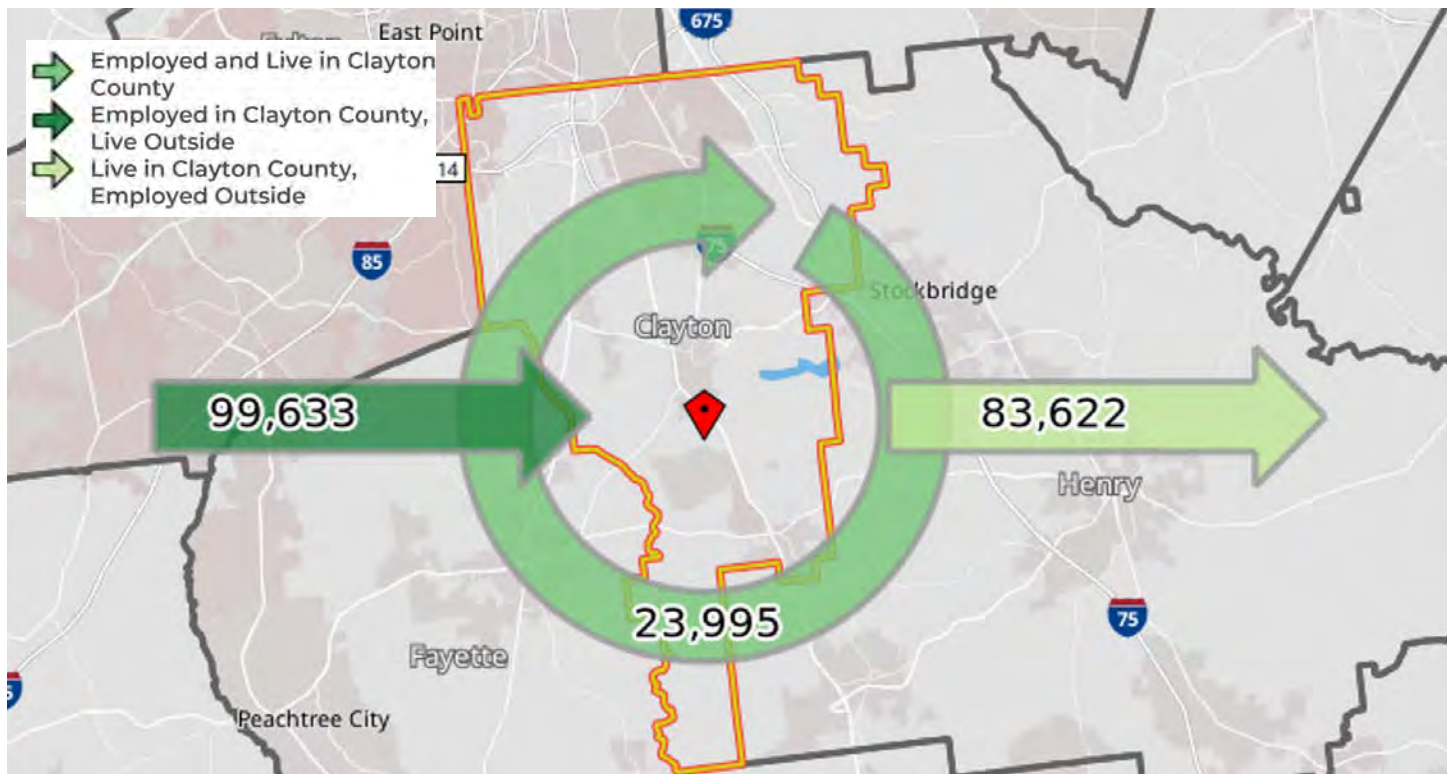 675
East Point
Fulton
Employed and Live in Clayton
County
Employed in Clayton County,
Live Outside
Live in Clayton County,
Employed Outside
14
85
75
Stockbridge
Clayton
99,633
83,622
Henry
23,995
75
Fayette
Peachtree City